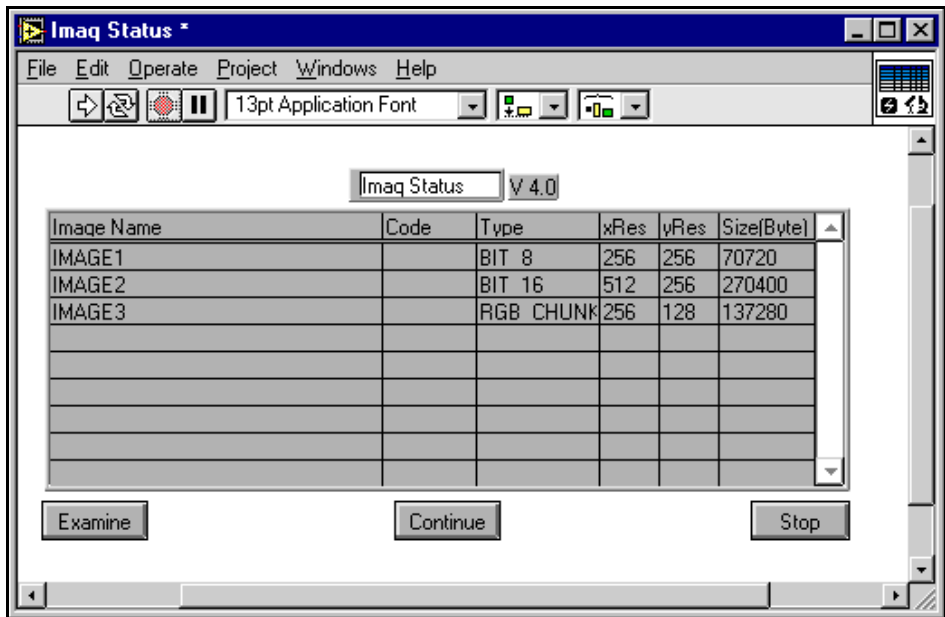 Imaq Status *
File Edit Operate Project Windows Help
13pt Application Font
Imaq Status V 4.0
Image Name Code Type xRes yRes Size(Byte)
IMAGE1 BIT 8 256 256 70720
IMAGE2 BIT 16 512 256 270400
IMAGE3 RGB CHUNK 256 128 137280
Examine Continue Stop